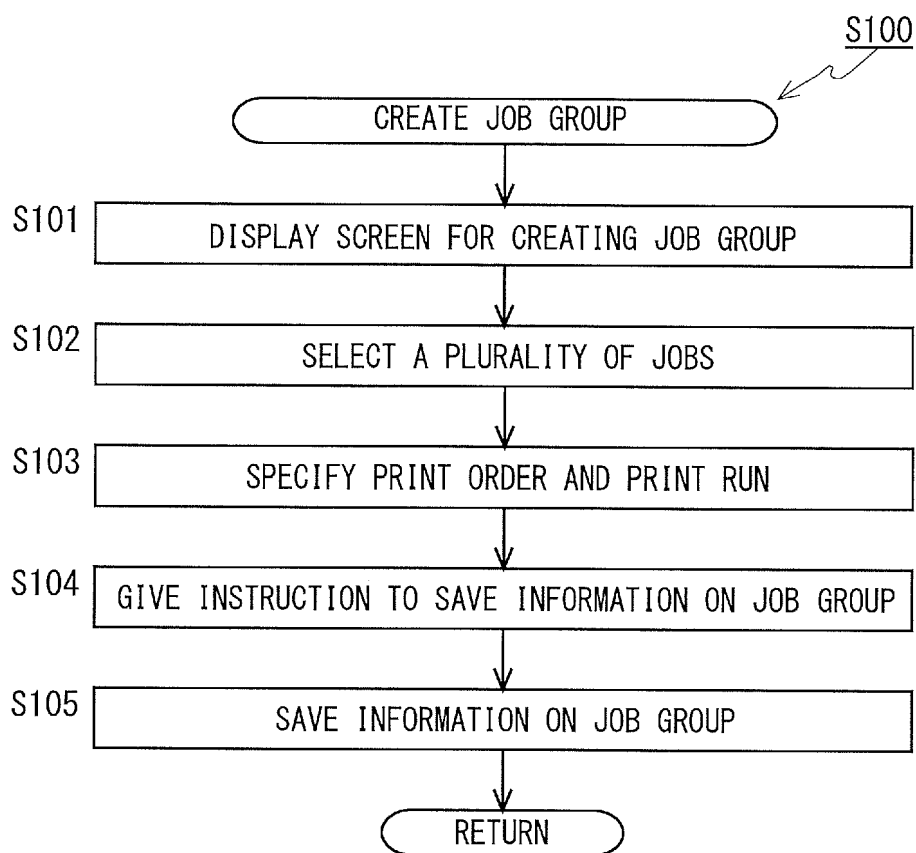 S100
CREATE JOB GROUP
S101
DISPLAY SCREEN FOR CREATING JOB GROUP
S102
SELECT A PLURALITY OF JOBS
S103
SPECIFY PRINT ORDER AND PRINT RUN
S104
GIVE INSTRUCTION TO SAVE INFORMATION ON JOB GROUP
S105
SAVE INFORMATION ON JOB GROUP
RETURN